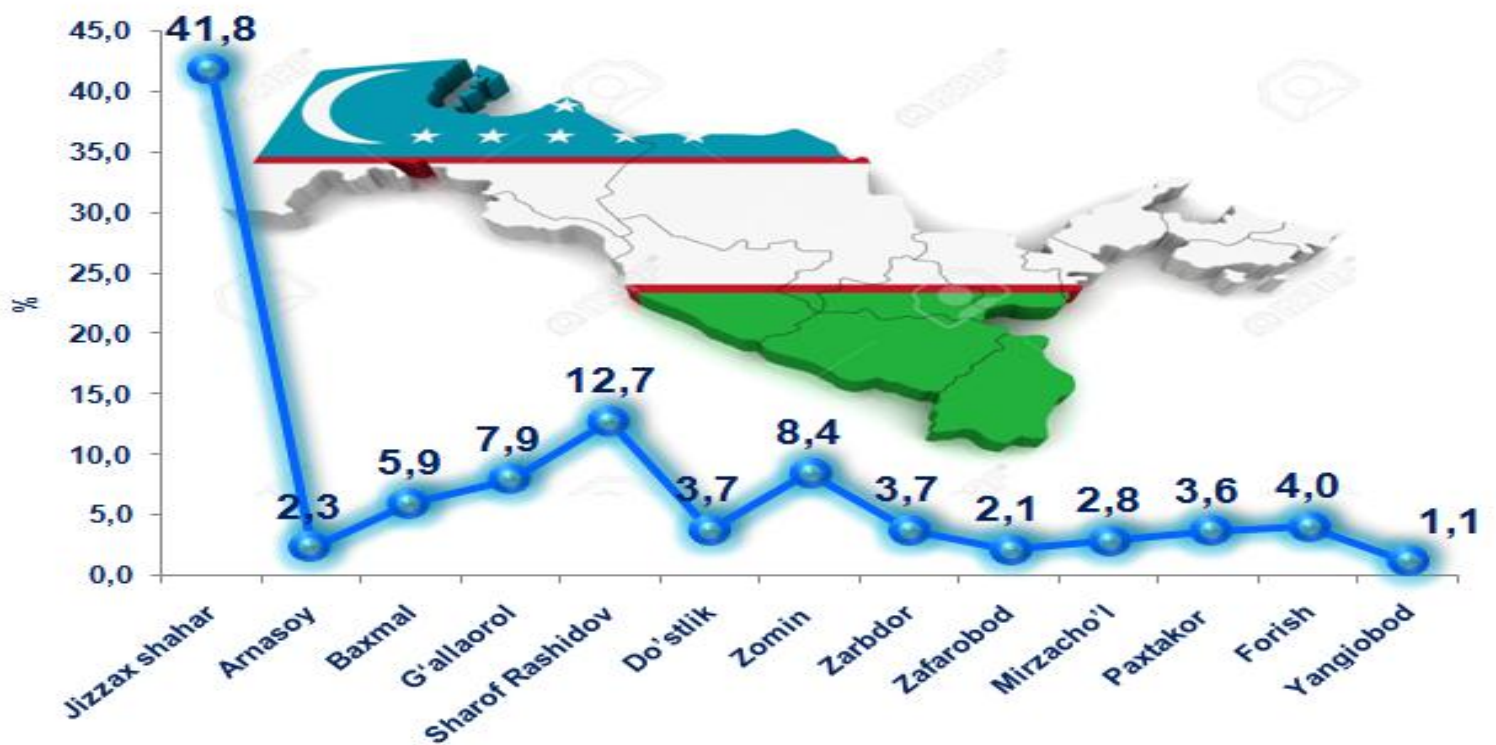 45,0
40,0
35,0
30,0
25,0
20,0
15,0
10,0
5,0
0,0
%
41,8
2,3
5,9
7,9
12,7
3,7
8,4
3,7
2,1
2,8
3,6
4,0
1,1
Jizzax shahar
Arnasoy
Baxmal
G'allaorol
Sharof Rashidov
Do'stlik
Zomin
Zarbdor
Zafarobod
Mirzacho'l
Paxtakor
Forish
Yangiobod